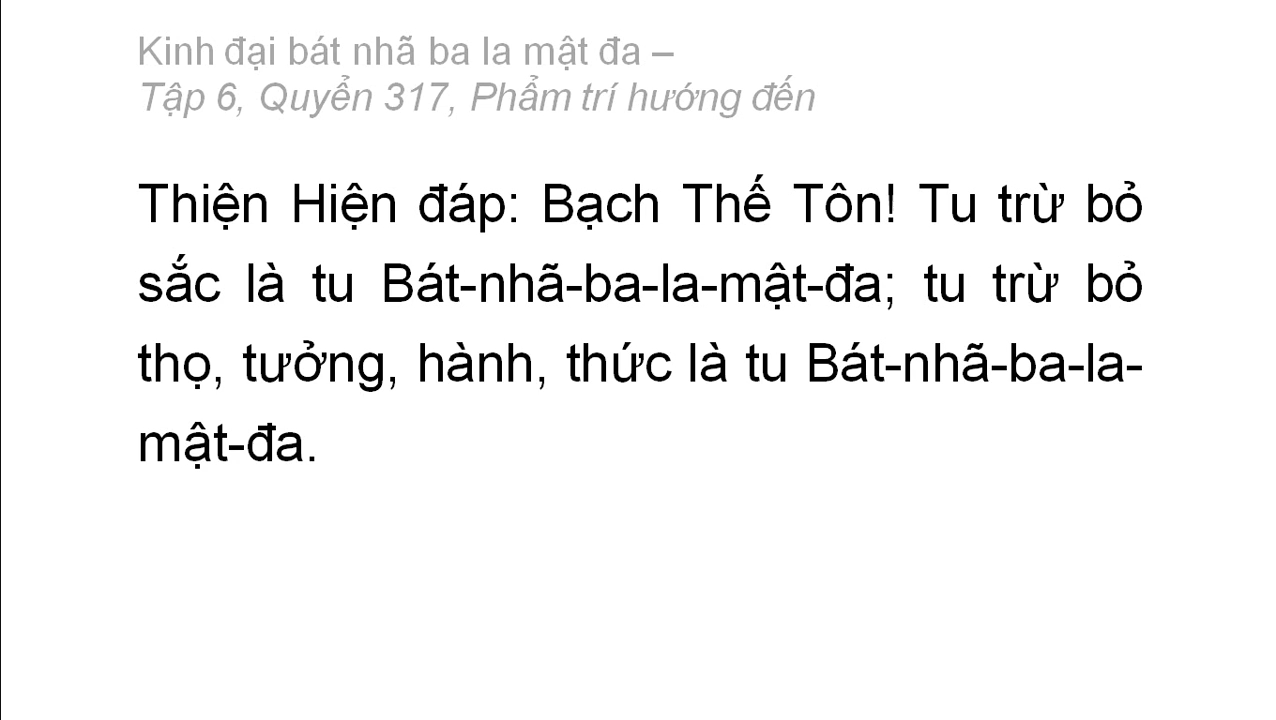 Kinh đại bát nhã ba la mật đa –
Tập 6, Quyển 317, Phẩm trí hướng đến
Thiện Hiện đáp: Bạch Thế Tôn! Tu trừ bỏ
sắc là tu Bát-nhã-ba-la-mật-đa; tu trừ bỏ
thọ, tưởng, hành, thức là tu Bát-nhã-ba-la-
mật-đa.